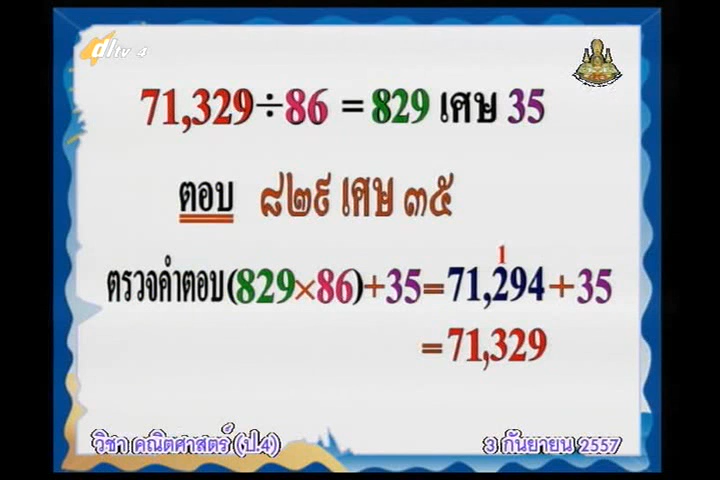 dltv 4
71,329÷86 = 829 เศษ 35
ตอบ ๘๒๙ เศษ ๓๕
1
ตรวจคำตอบ(829×86)+35=71,294+35
=71,329
วิชา คณิตศาสตร์ (ป.4) 3 กันยายน 2557